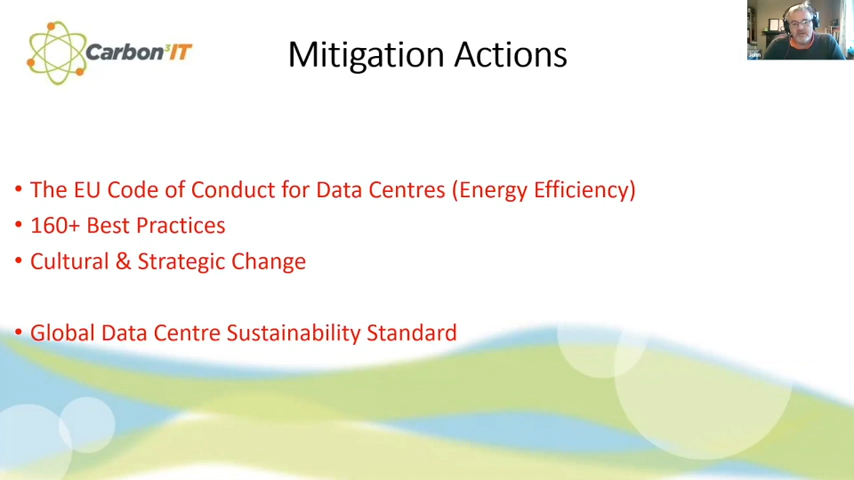 Carbon³IT
Mitigation Actions
• The EU Code of Conduct for Data Centres (Energy Efficiency)
• 160+ Best Practices
• Cultural & Strategic Change
• Global Data Centre Sustainability Standard